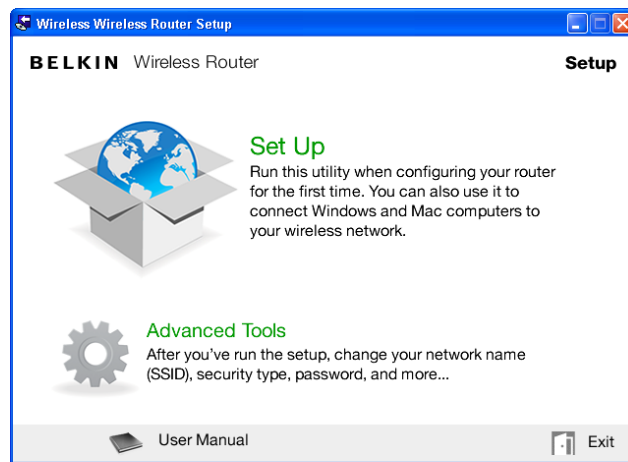 Wireless Wireless Router Setup
BELKIN Wireless Router
Setup
Set Up
Run this utility when configuring your router
for the first time. You can also use it to
connect Windows and Mac computers to
your wireless network.
Advanced Tools
After you've run the setup, change your network name
(SSID), security type, password, and more...
User Manual
Exit